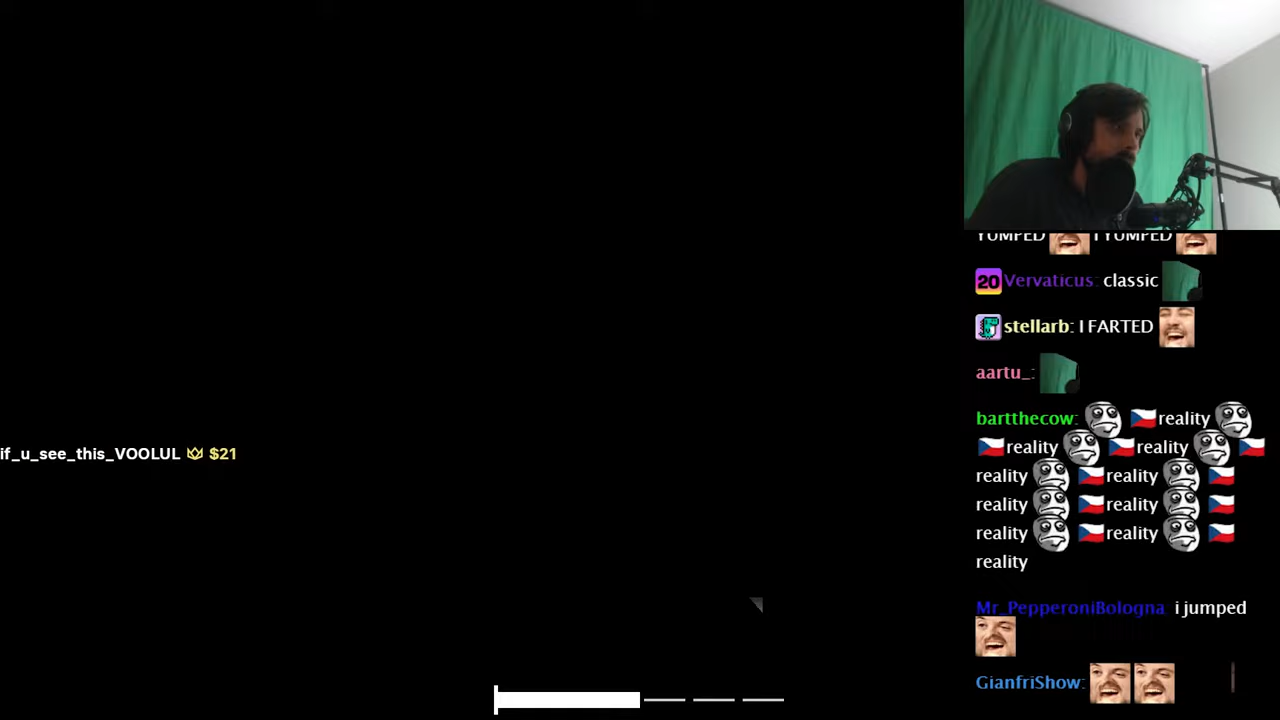 YUMPED I YUMPED
20 Vervaticus: classic
stellarb: I FARTED
aartu_:
bartthecow: reality
reality reality
reality reality
reality reality
reality reality
reality
Mr_PepperoniBologna i jumped
GianfriShow:
if_u_see_this_VOOLUL $21